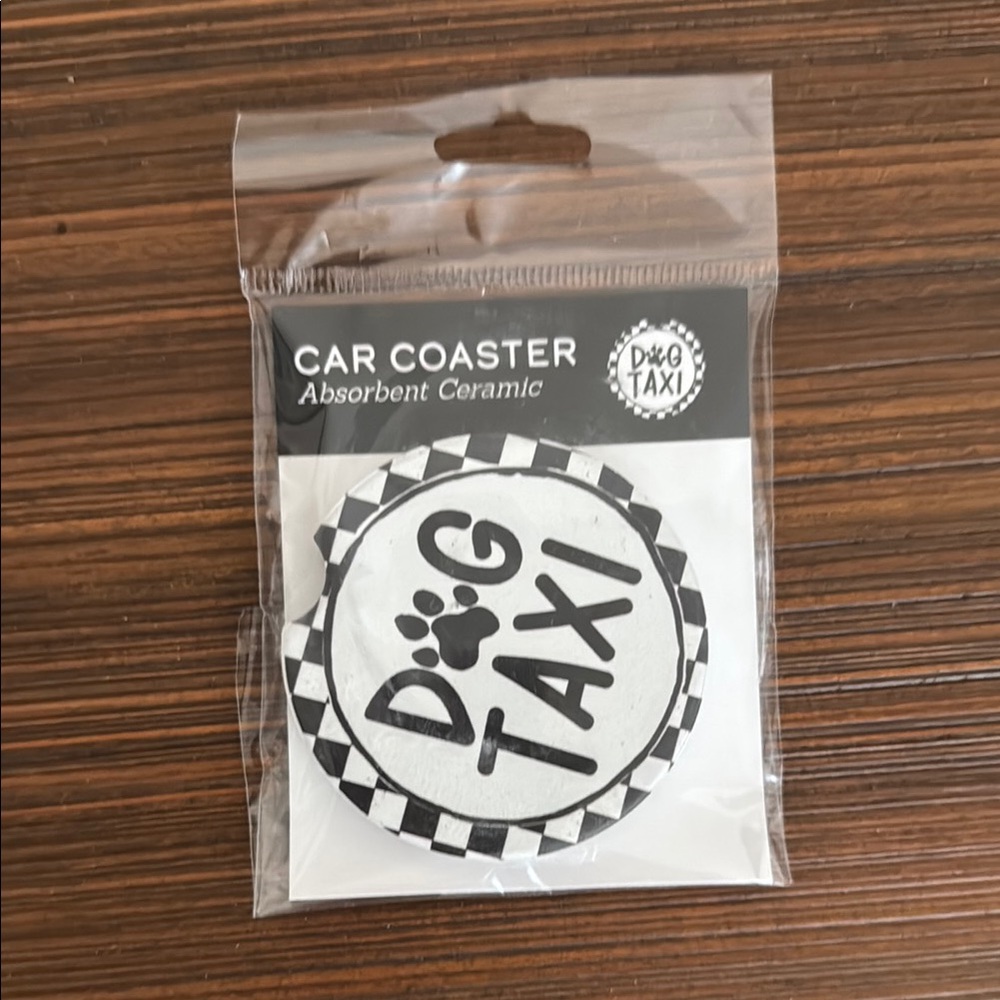 CAR COASTER
Absorbent Ceramic
DOG
TAXI
DOG
TAXI